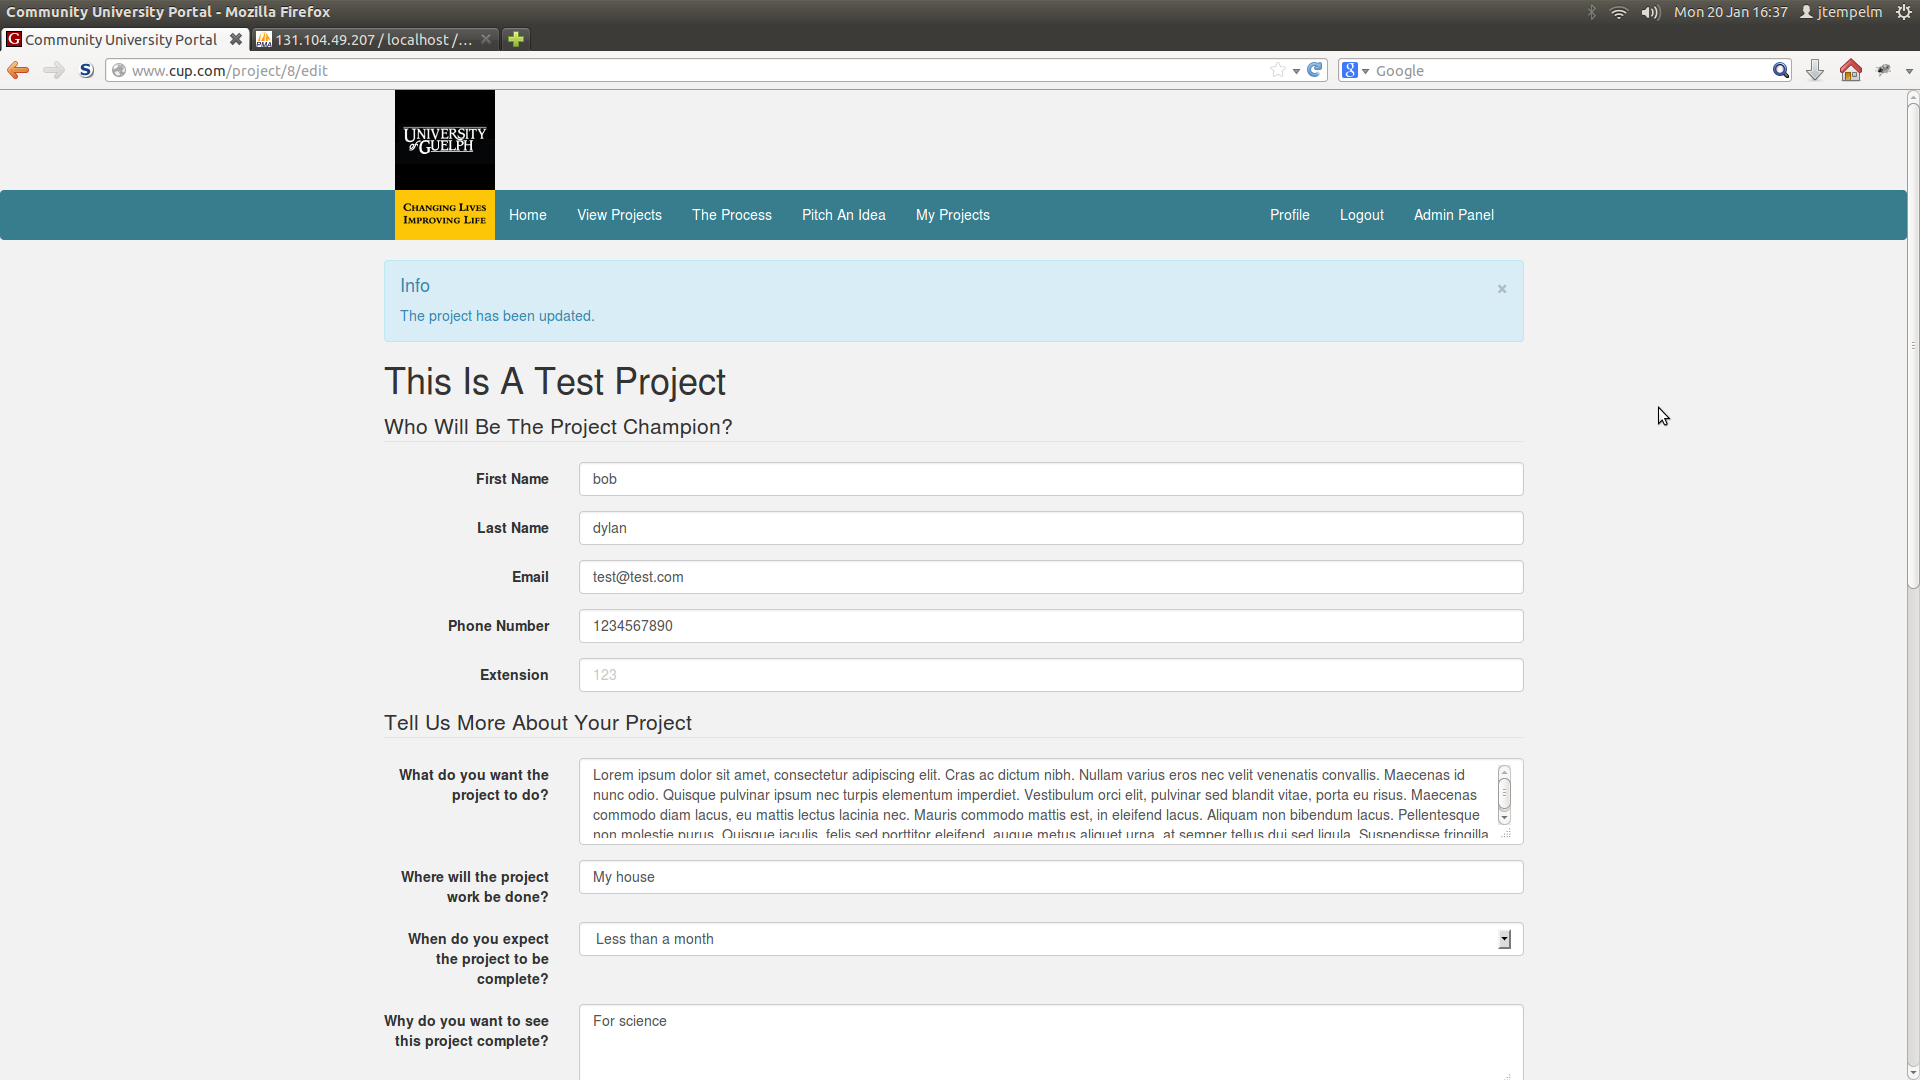 Community University Portal - Mozilla Firefox
Mon 20 Jan 16:37 jtempelm
Community University Portal
131.104.49.207 / localhost /...
www.cup.com/project/8/edit
Google
UNIVERSITY
of GUELPH
CHANGING LIVES
IMPROVING LIFE
Home View Projects The Process Pitch An Idea My Projects Profile Logout Admin Panel
Info
×
The project has been updated.
This Is A Test Project
Who Will Be The Project Champion?
First Name bob
Last Name dylan
Email test@test.com
Phone Number 1234567890
Extension 123
Tell Us More About Your Project
What do you want the
project to do?
Lorem ipsum dolor sit amet, consectetur adipiscing elit. Cras ac dictum nibh. Nullam varius eros nec velit venenatis convallis. Maecenas id
nunc odio. Quisque pulvinar ipsum nec turpis elementum imperdiet. Vestibulum orci elit, pulvinar sed blandit vitae, porta eu risus. Maecenas
commodo diam lacus, eu mattis lectus lacinia nec. Mauris commodo mattis est, in eleifend lacus. Aliquam non bibendum lacus. Pellentesque
non molestie purus. Quisque iaculis, felis sed porttitor eleifend, augue metus aliquet urna, at semper tellus dui sed ligula. Suspendisse fringilla
Where will the project
work be done?
My house
When do you expect
the project to be
complete?
Less than a month
Why do you want to see
this project complete?
For science